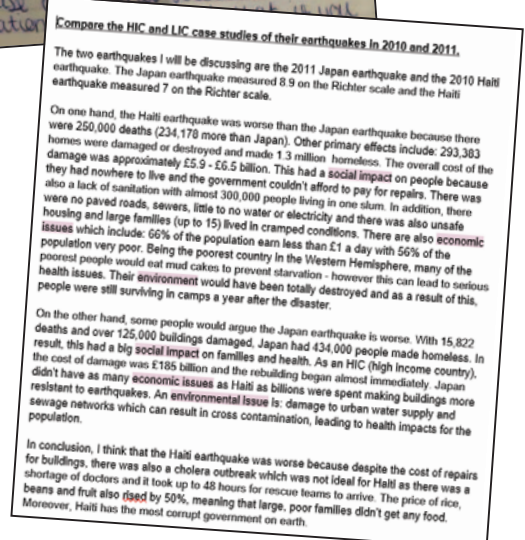 Compare the HIC and LIC case studies of their earthquakes in 2010 and 2011.
The two earthquakes I will be discussing are the 2011 Japan earthquake and the 2010 Haiti
earthquake. The Japan earthquake measured 8.9 on the Richter scale and the Haiti
earthquake measured 7 on the Richter scale.
On one hand, the Haiti earthquake was worse than the Japan earthquake because there
were 250,000 deaths (234,178 more than Japan). Other primary effects include: 293,383
homes were damaged or destroyed and made 1.3 million homeless. The overall cost of the
damage was approximately £5.9 - £6.5 billion. This had a social impact on people because
they had nowhere to live and the government couldn't afford to pay for repairs. There was
also a lack of sanitation with almost 300,000 people living in one slum. In addition, there
were no paved roads, sewers, little to no water or electricity and there was also unsafe
housing and large families (up to 15) lived in cramped conditions. There are also economic
issues which include: 66% of the population earn less than £1 a day with 56% of the
population very poor. Being the poorest country in the Western Hemisphere, many of the
poorest people would eat mud cakes to prevent starvation - however this can lead to serious
health issues. Their environment would have been totally destroyed and as a result of this,
people were still surviving in camps a year after the disaster.
On the other hand, some people would argue the Japan earthquake is worse. With 15,822
deaths and over 125,000 buildings damaged, Japan had 434,000 people made homeless. In
result, this had a big social impact on families and health. As an HIC (high income country),
the cost of damage was £185 billion and the rebuilding began almost immediately. Japan
didn't have as many economic issues as Haiti as billions were spent making buildings more
resistant to earthquakes. An environmental issue is: damage to urban water supply and
sewage networks which can result in cross contamination, leading to health impacts for the
population.
In conclusion, I think that the Haiti earthquake was worse because despite the cost of repairs
for buildings, there was also a cholera outbreak which was not ideal for Haiti as there was a
shortage of doctors and it took up to 48 hours for rescue teams to arrive. The price of rice,
beans and fruit also rised by 50%, meaning that large, poor families didn't get any food.
Moreover, Haiti has the most corrupt government on earth.